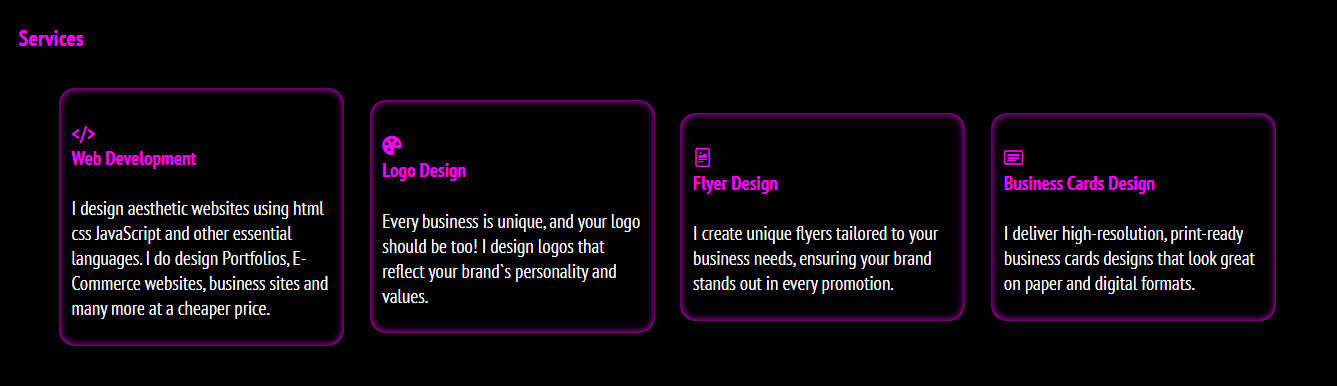 Services
</>
Web Development
I design aesthetic websites using html
css JavaScript and other essential
languages. I do design Portfolios, E-
Commerce websites, business sites and
many more at a cheaper price.
Logo Design
Every business is unique, and your logo
should be too! I design logos that
reflect your brand`s personality and
values.
Flyer Design
I create unique flyers tailored to your
business needs, ensuring your brand
stands out in every promotion.
Business Cards Design
I deliver high-resolution, print-ready
business cards designs that look great
on paper and digital formats.